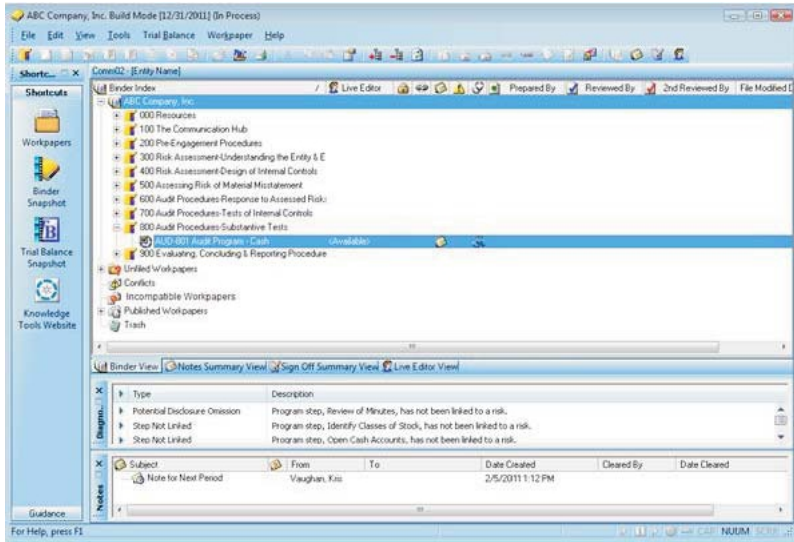 ABC Company, Inc. Build Mode [12/31/2011] (In Process)
File Edit View Tools Trial Balance Workpaper Help
Shortc...
Comm02 - [Entity Name]
Shortcuts
Workpapers
Binder Snapshot
Trial Balance Snapshot
Knowledge Tools Website
Guidance
Binder Index / Live Editor Prepared By Reviewed By 2nd Reviewed By File Modified D
ABC Company, Inc.
000 Resources
100 The Communication Hub
200 Pre-Engagement Procedures
300 Risk Assessment-Understanding the Entity & E
400 Risk Assessment-Design of Internal Controls
500 Assessing Risk of Material Misstatement
600 Audit Procedures-Response to Assessed Risks
700 Audit Procedures-Tests of Internal Controls
800 Audit Procedures-Substantive Tests
AUD-801 Audit Program - Cash (Available)
900 Evaluating, Concluding & Reporting Procedure
Unfiled Workpapers
Conflicts
Incompatible Workpapers
Published Workpapers
Trash
Binder View Notes Summary View Sign Off Summary View Live Editor View
Diagno...
Type Description
Potential Disclosure Omission Program step, Review of Minutes, has not been linked to a risk.
Step Not Linked Program step, Identify Classes of Stock, has not been linked to a risk.
Step Not Linked Program step, Open Cash Accounts, has not been linked to a risk.
Notes
Subject From To Date Created Cleared By Date Cleared
Note for Next Period Vaughan, Kris 2/5/2011 1:12 PM
For Help, press F1
CAP NUUM SCRL